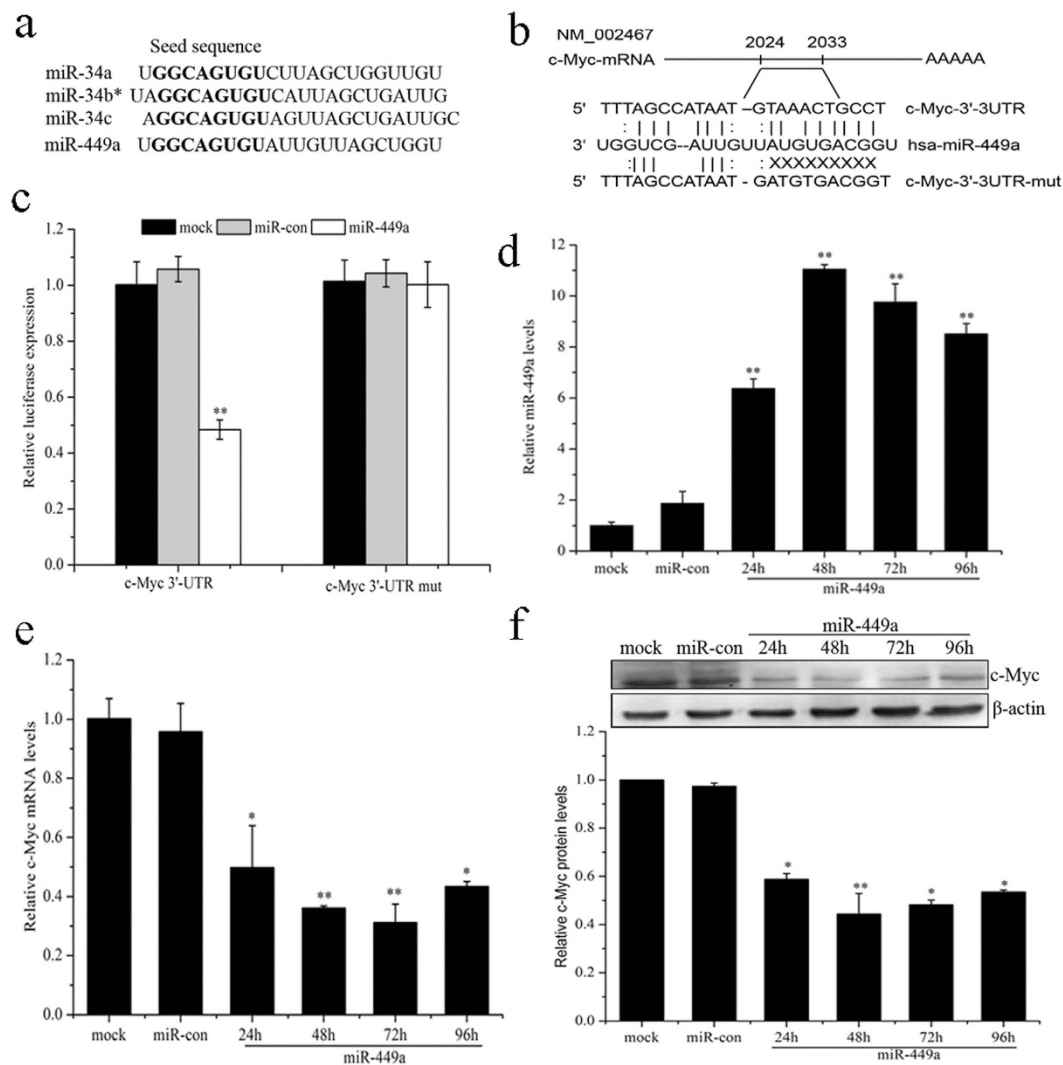 a
Seed sequence
miR-34a UGGCAGUGUCUUAGCUGGUUGU
miR-34b* UAGGCAGUGUCAUUAGCUGAUUG
miR-34c AGGCAGUGUAGUUAGCUGAUUGC
miR-449a UGGCAGUGUAUUGUUAGCUGGU
b
NM_002467
2024 2033
c-Myc-mRNA AAAAA
5' TTTAGCCATAAT -GTAAACTGCCT c-Myc-3'-3UTR
: | | | | | | : : | | | | | | | |
3' UGGUCG--AUUGUUAUGUGACGGU hsa-miR-449a
: | | | | | | : : XXXXXXXXX
5' TTTAGCCATAAT - GATGTGACGGT c-Myc-3'-3UTR-mut
c
mock miR-con miR-449a
Relative luciferase expression
1.2
1.0
0.8
0.6
0.4
0.2
0.0
**
c-Myc 3'-UTR c-Myc 3'-UTR mut
d
Relative miR-449a levels
12
10
8
6
4
2
0
** ** ** **
mock miR-con 24h 48h 72h 96h
miR-449a
e
Relative c-Myc mRNA levels
1.2
1.0
0.8
0.6
0.4
0.2
0.0
* ** ** *
mock miR-con 24h 48h 72h 96h
miR-449a
f
miR-449a
mock miR-con 24h 48h 72h 96h
c-Myc
β-actin
Relative c-Myc protein levels
1.2
1.0
0.8
0.6
0.4
0.2
0.0
* ** * *
mock miR-con 24h 48h 72h 96h
miR-449a